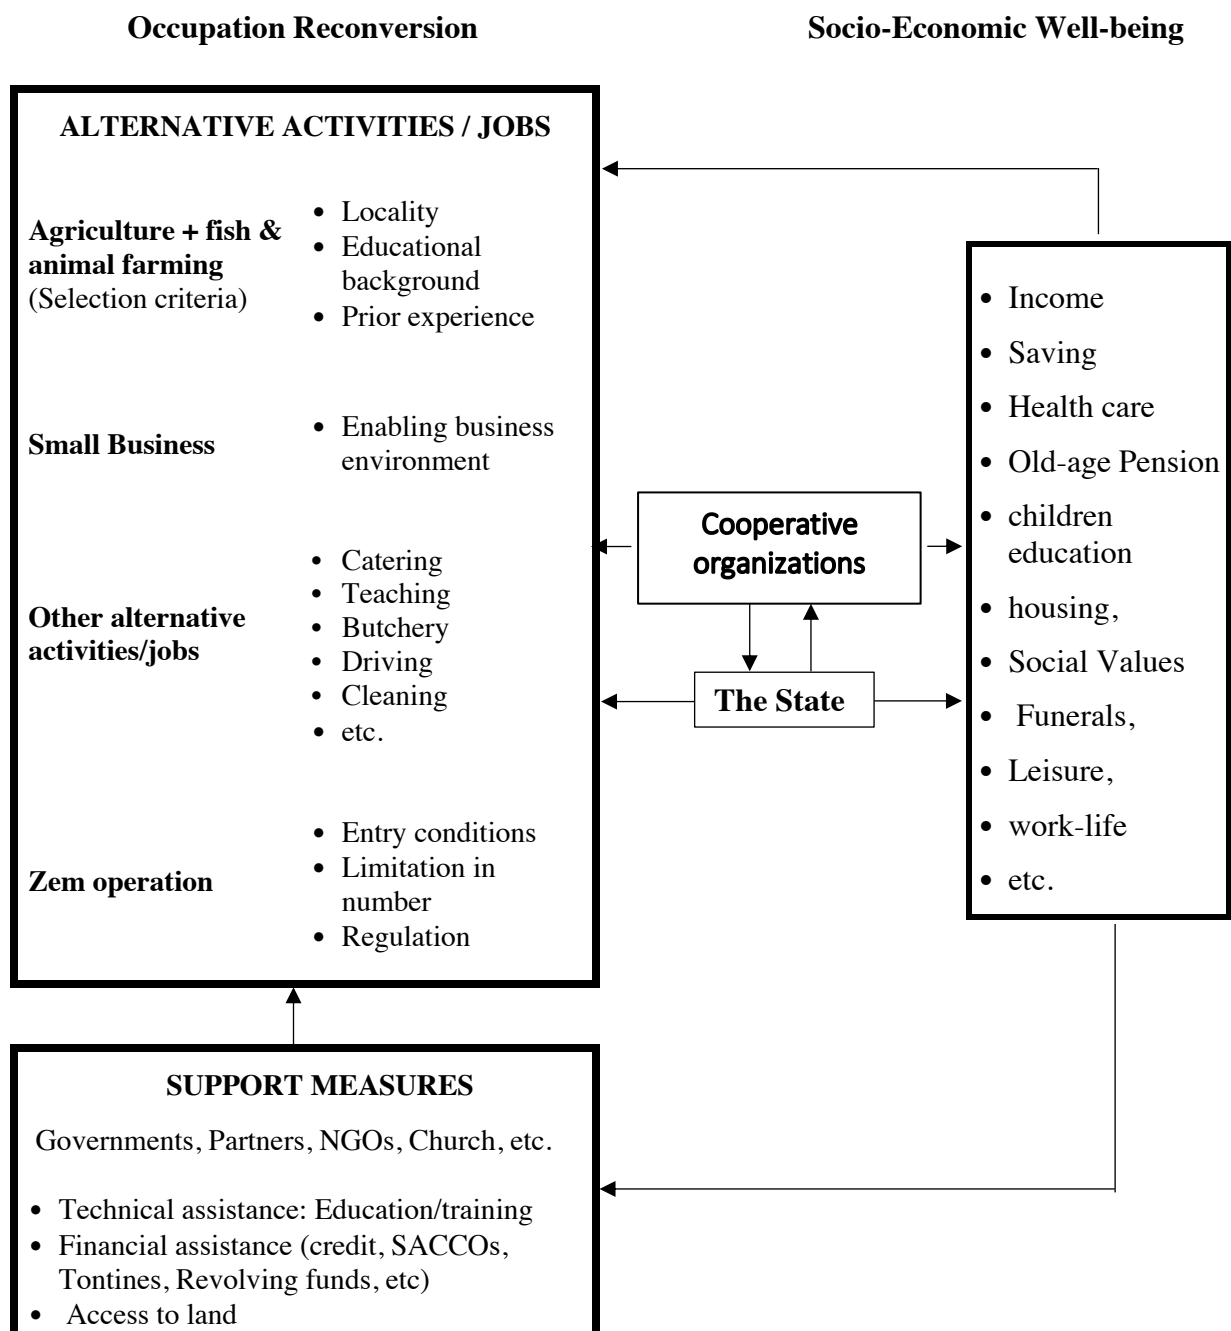 Occupation Reconversion
Socio-Economic Well-being
ALTERNATIVE ACTIVITIES / JOBS
Agriculture + fish &
animal farming
(Selection criteria)
• Locality
• Educational
background
• Prior experience
Small Business
• Enabling business
environment
Other alternative
activities/jobs
• Catering
• Teaching
• Butchery
• Driving
• Cleaning
• etc.
Zem operation
• Entry conditions
• Limitation in
number
• Regulation
Cooperative
organizations
The State
• Income
• Saving
• Health care
• Old-age Pension
• children
education
• housing,
• Social Values
• Funerals,
• Leisure,
• work-life
• etc.
SUPPORT MEASURES
Governments, Partners, NGOs, Church, etc.
• Technical assistance: Education/training
• Financial assistance (credit, SACCOs,
Tontines, Revolving funds, etc)
• Access to land